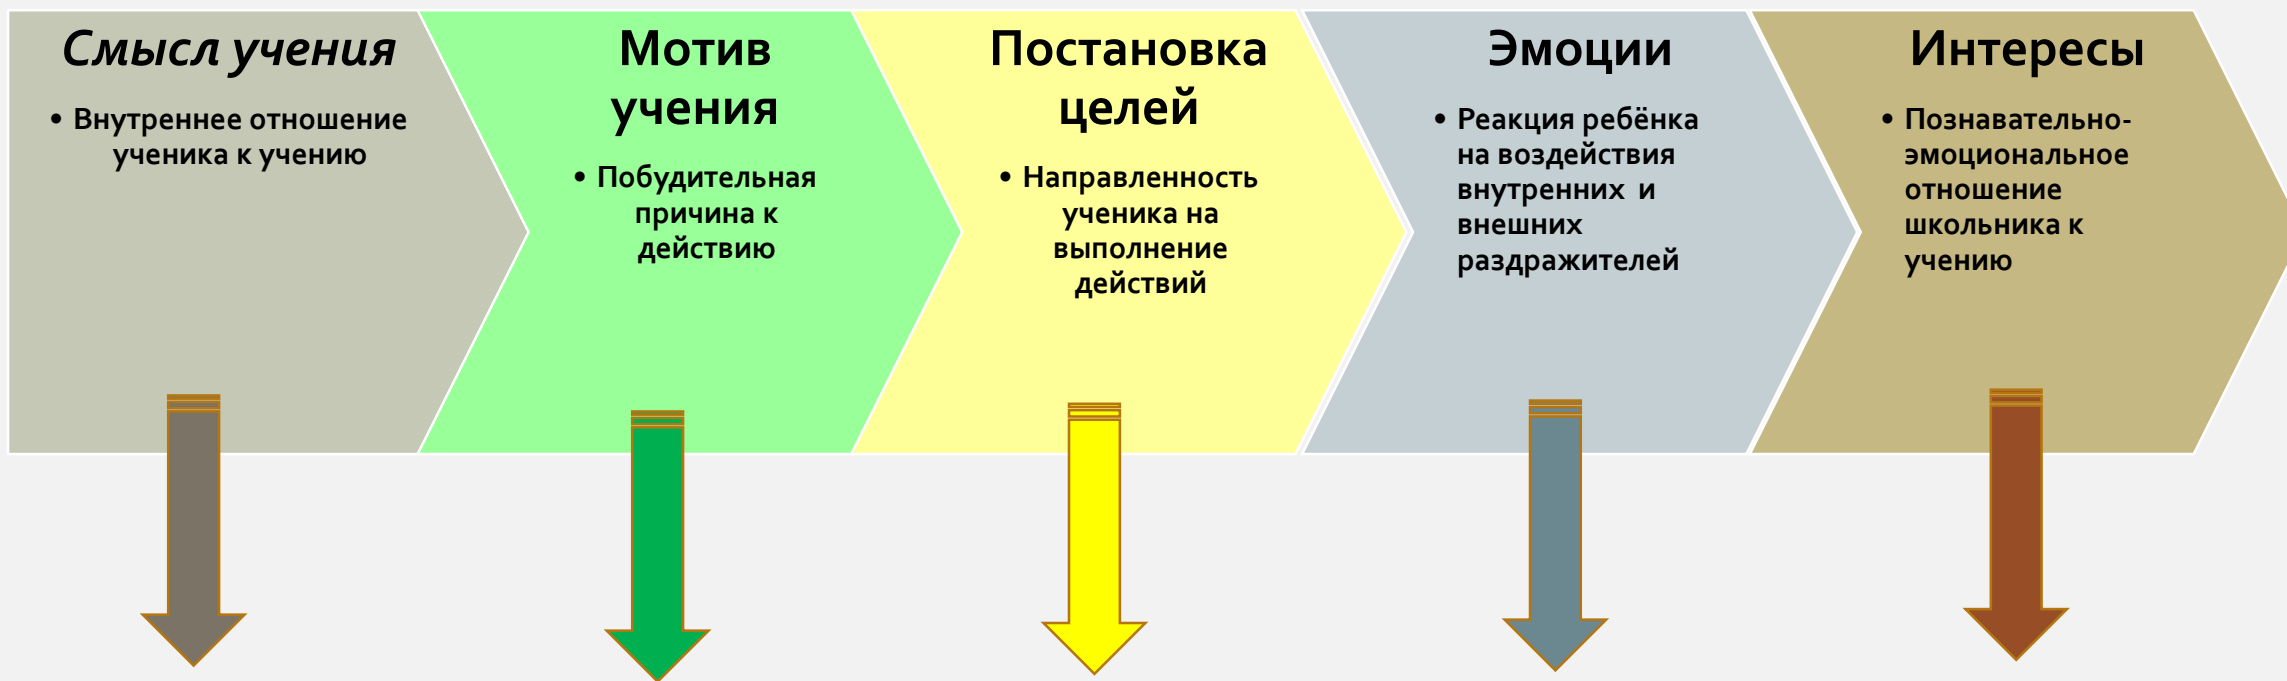 Смысл учения
• Внутреннее отношение
ученика к учению
Мотив
учения
• Побудительная
причина к
действию
Постановка
целей
• Направленность
ученика на
выполнение
действий
Эмоции
• Реакция ребёнка
на воздействия
внутренних и
внешних
раздражителей
Интересы
• Познавательно-
эмоциональное
отношение
школьника к
учению